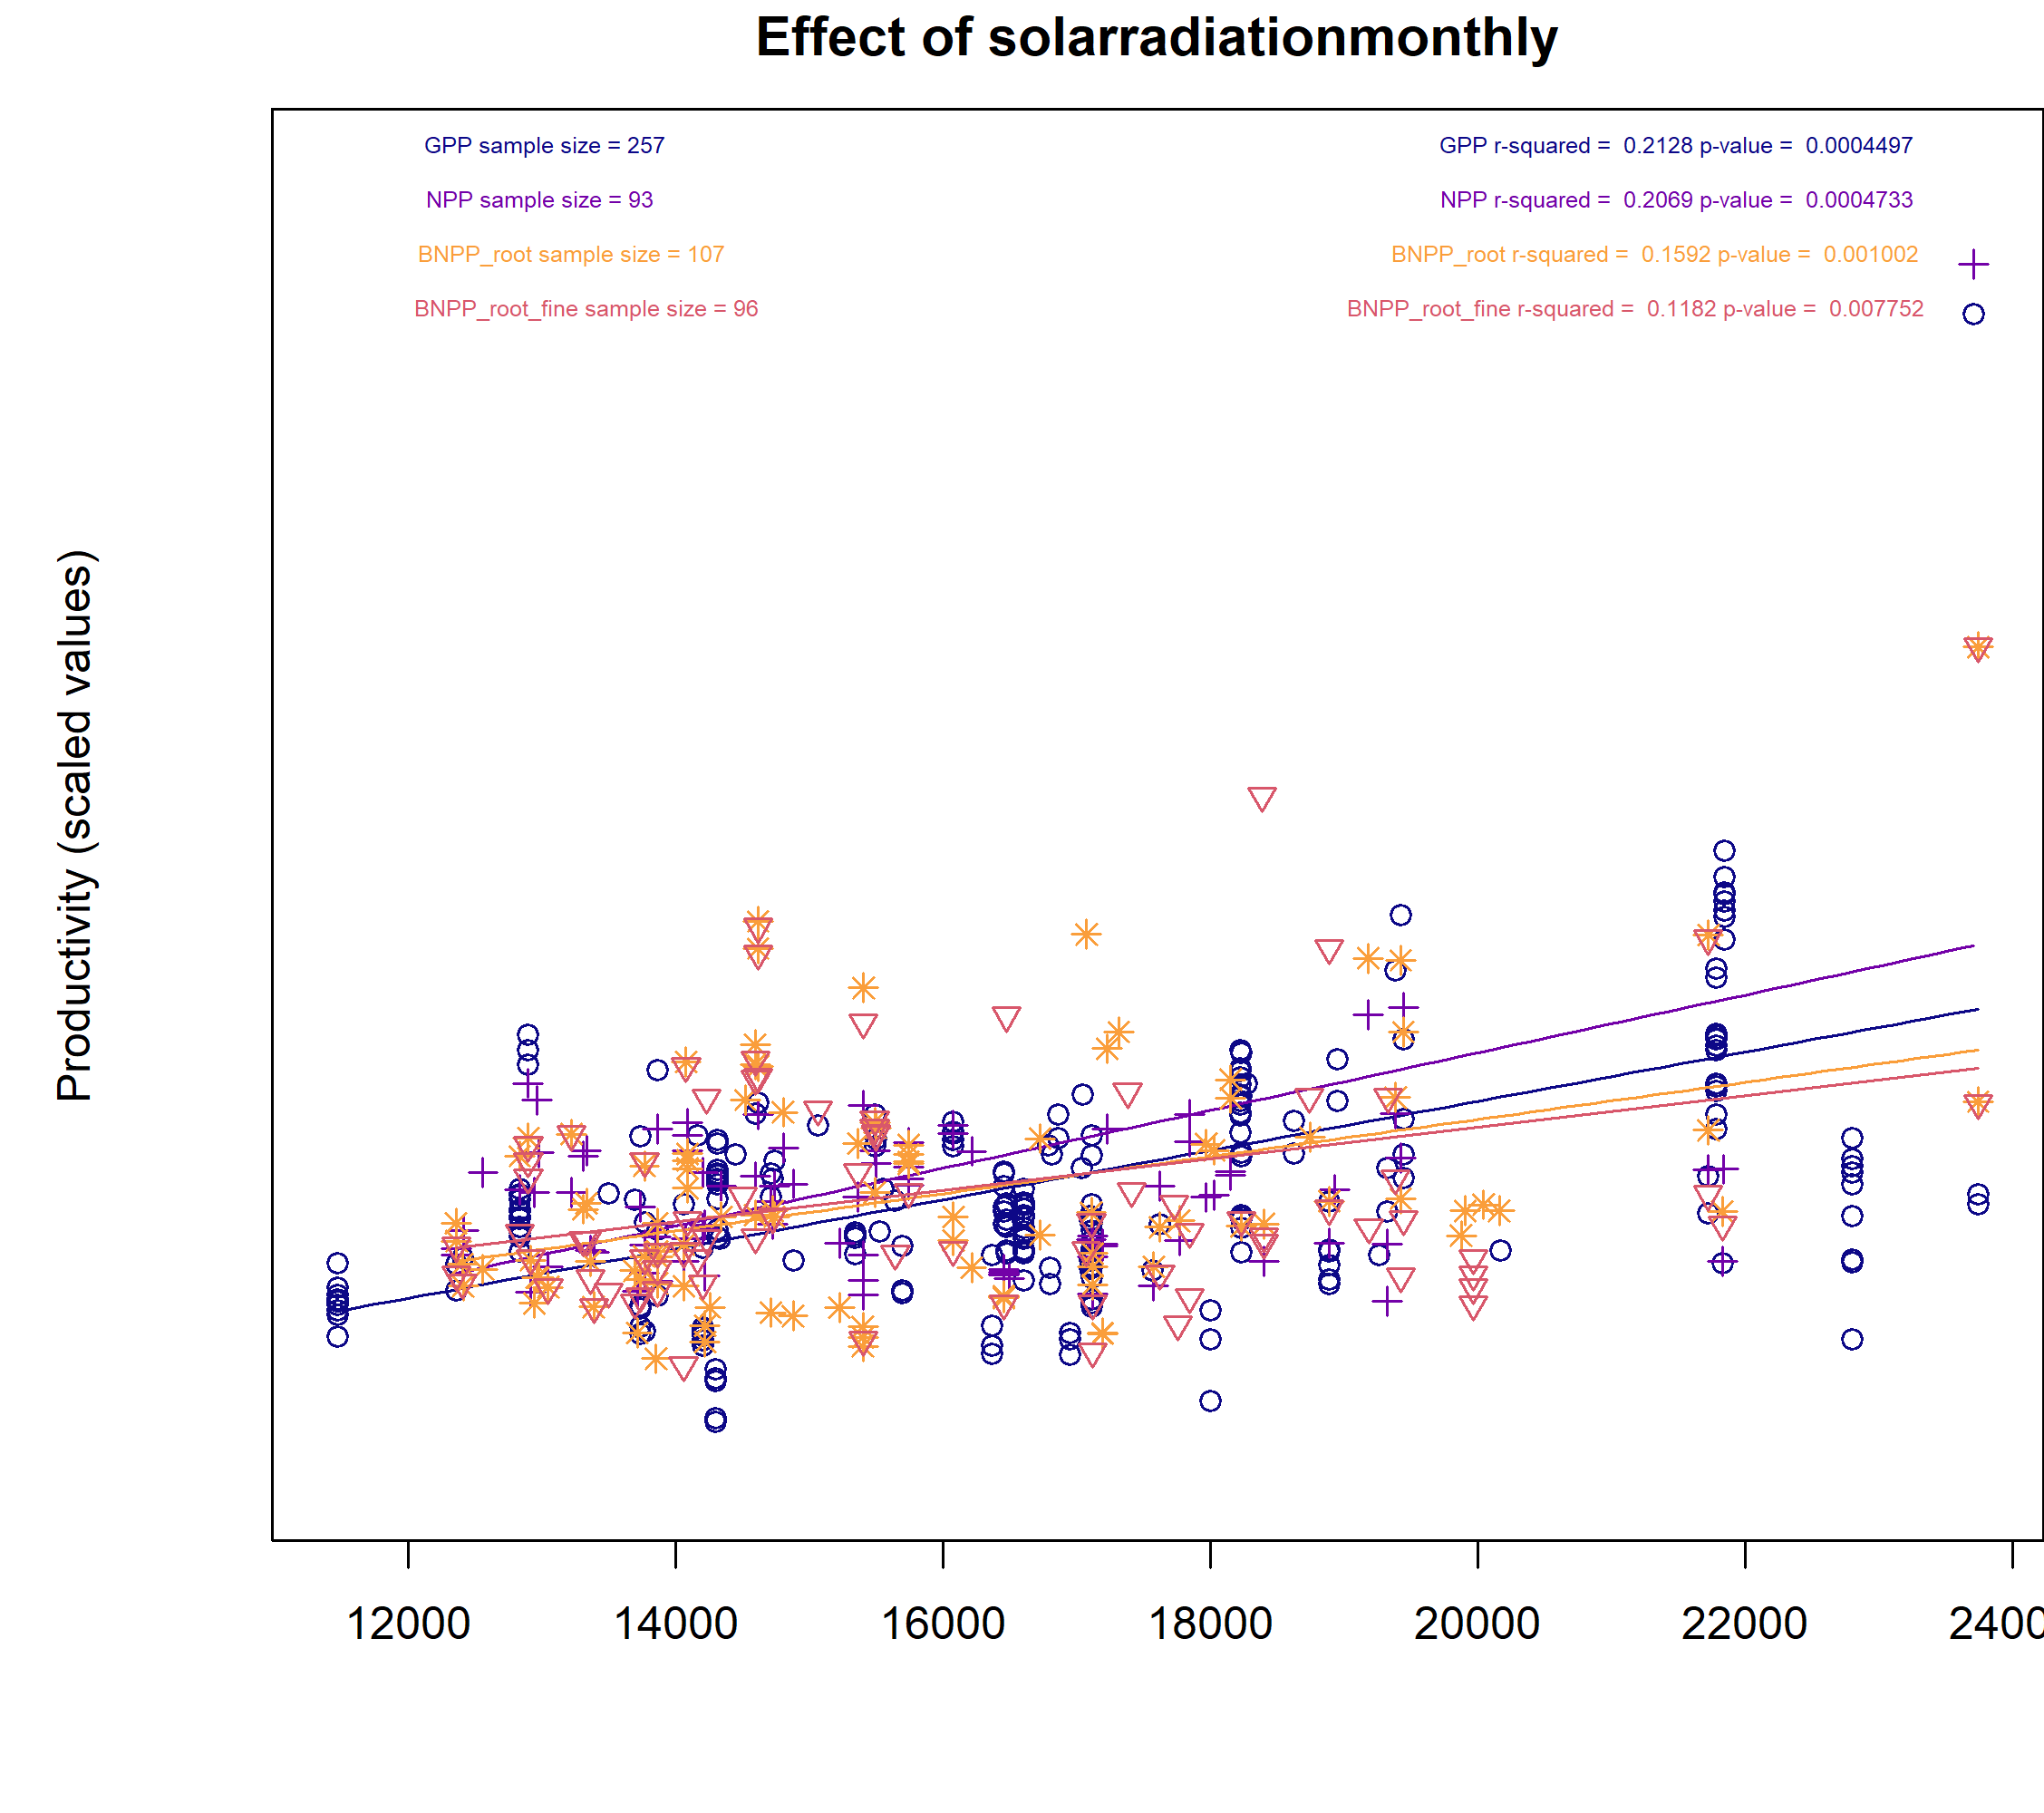 Effect of solarradiationmonthly
GPP sample size = 257
GPP r-squared = 0.2128 p-value = 0.0004497
NPP sample size = 93
NPP r-squared = 0.2069 p-value = 0.0004733
BNPP_root sample size = 107
BNPP_root r-squared = 0.1592 p-value = 0.001002
BNPP_root_fine sample size = 96
BNPP_root_fine r-squared = 0.1182 p-value = 0.007752
Productivity (scaled values)
12000 14000 16000 18000 20000 22000 2400